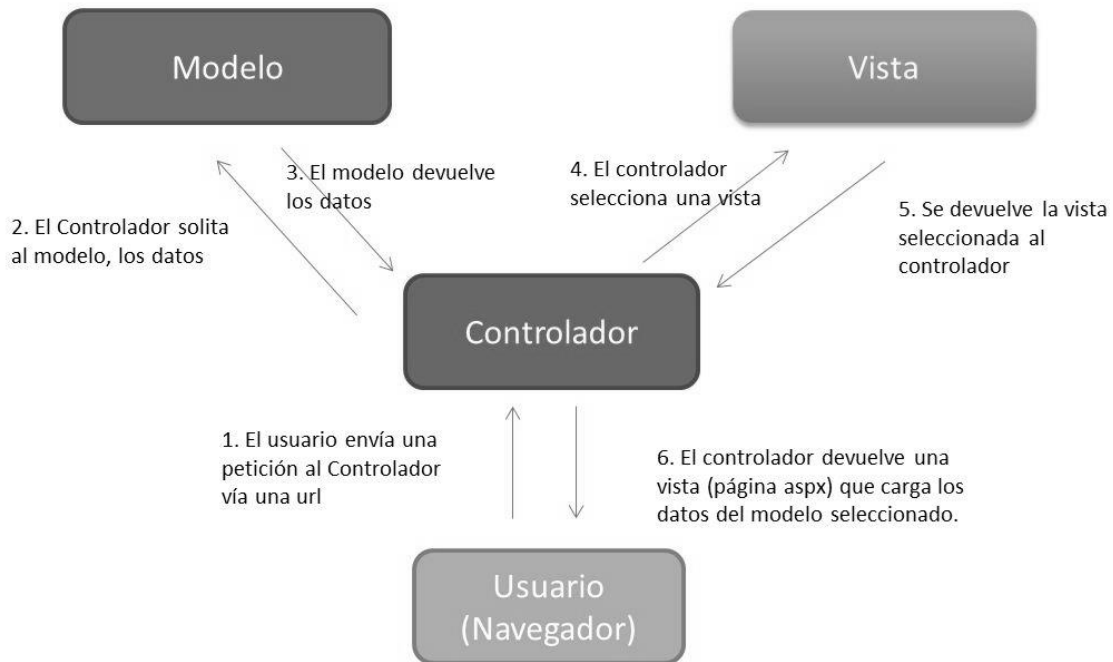 Modelo
Vista
3. El modelo devuelve
los datos
4. El controlador
selecciona una vista
2. El Controlador solita
al modelo, los datos
5. Se devuelve la vista
seleccionada al
controlador
Controlador
1. El usuario envía una
petición al Controlador
vía una url
6. El controlador devuelve una
vista (página aspx) que carga los
datos del modelo seleccionado.
Usuario
(Navegador)